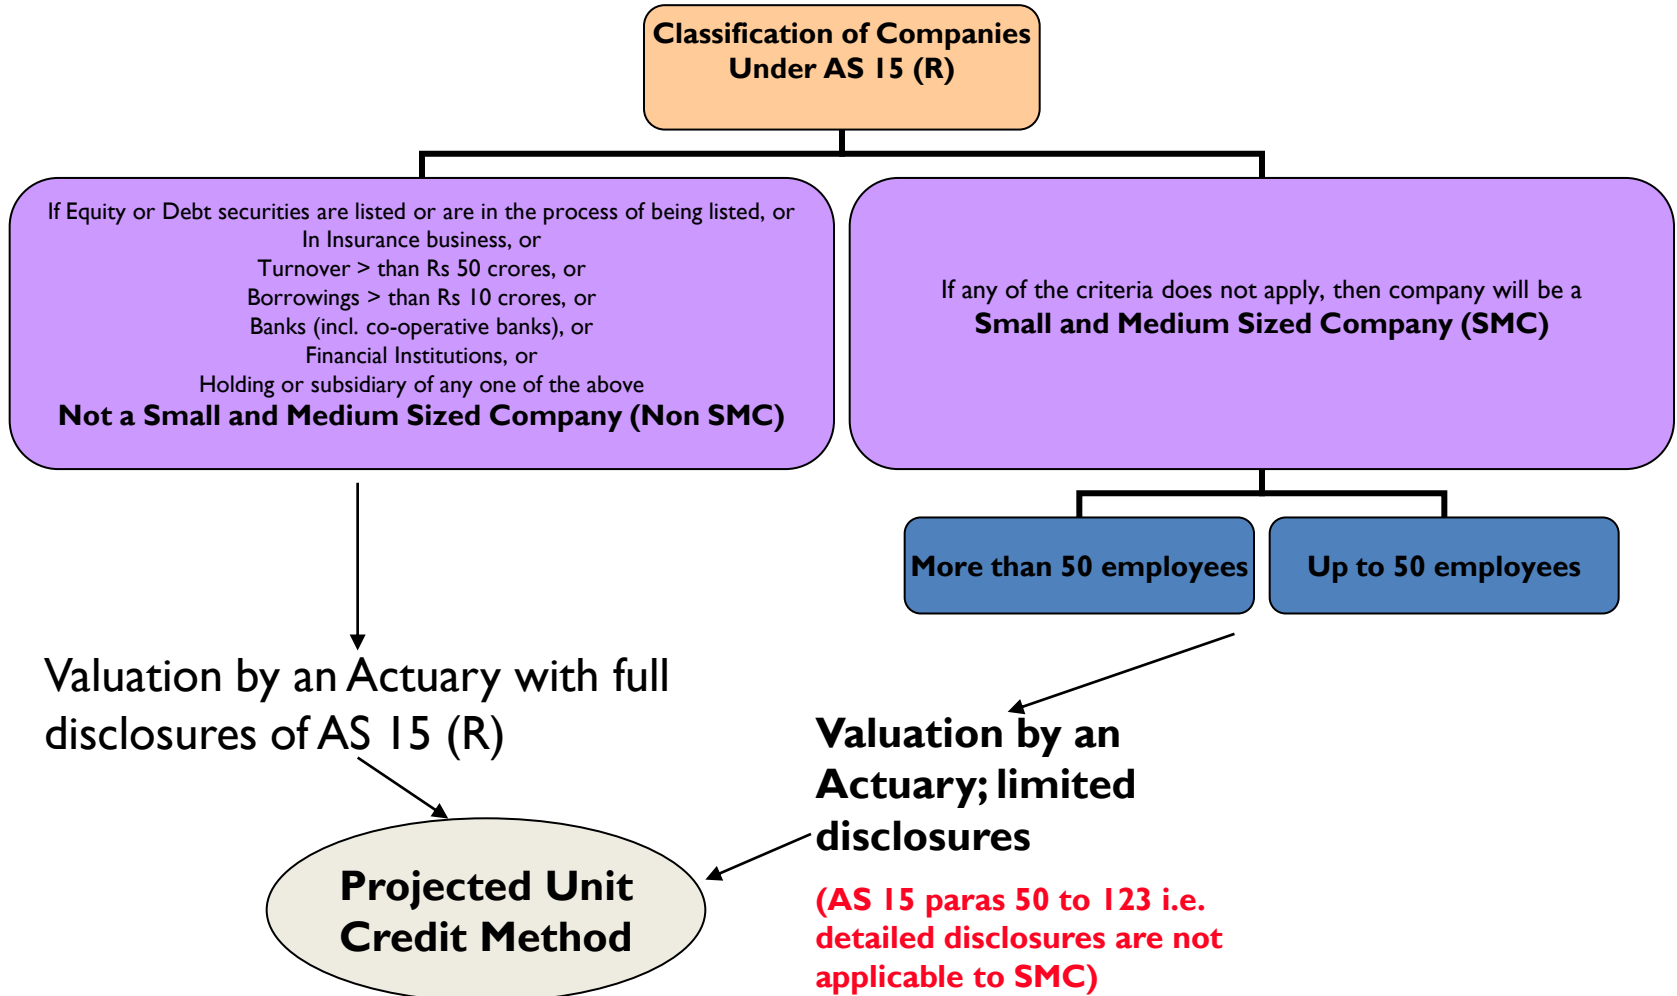 Classification of Companies
Under AS 15 (R)
If Equity or Debt securities are listed or are in the process of being listed, or
In Insurance business, or
Turnover > than Rs 50 crores, or
Borrowings > than Rs 10 crores, or
Banks (incl. co-operative banks), or
Financial Institutions, or
Holding or subsidiary of any one of the above
Not a Small and Medium Sized Company (Non SMC)
If any of the criteria does not apply, then company will be a
Small and Medium Sized Company (SMC)
More than 50 employees
Up to 50 employees
Valuation by an Actuary with full
disclosures of AS 15 (R)
Valuation by an
Actuary; limited
disclosures
(AS 15 paras 50 to 123 i.e.
detailed disclosures are not
applicable to SMC)
Projected Unit
Credit Method